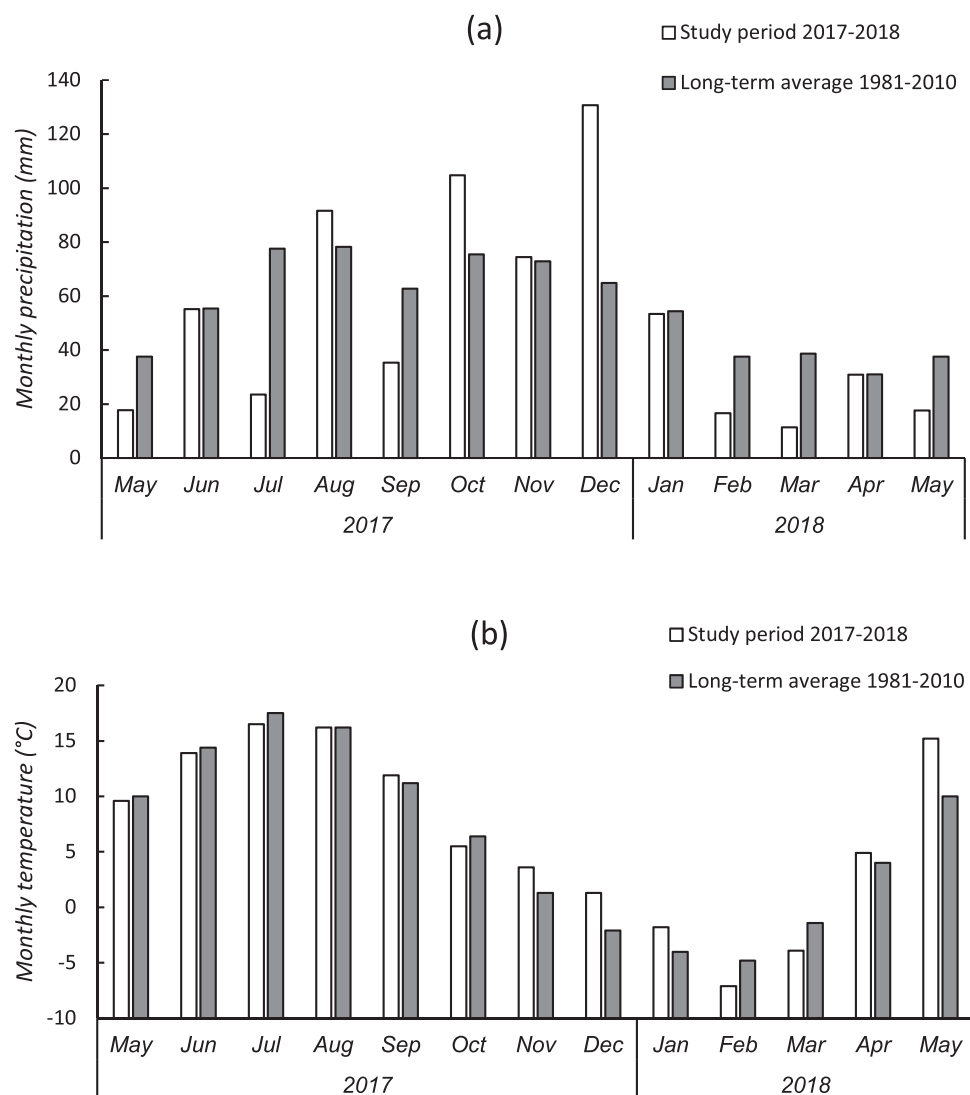 (a)
Study period 2017-2018
Long-term average 1981-2010
Monthly precipitation (mm)
140
120
100
80
60
40
20
0
May Jun Jul Aug Sep Oct Nov Dec Jan Feb Mar Apr May
2017 2018
(b)
Study period 2017-2018
Long-term average 1981-2010
Monthly temperature (°C)
20
15
10
5
0
-5
-10
May Jun Jul Aug Sep Oct Nov Dec Jan Feb Mar Apr May
2017 2018